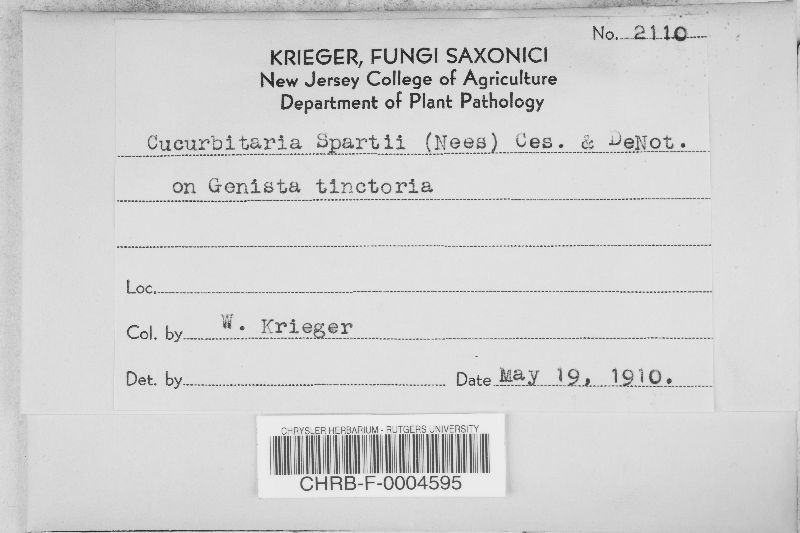 No. 2110
KRIEGER, FUNGI SAXONICI
New Jersey College of Agriculture
Department of Plant Pathology
Cucurbitaria Spartii (Nees) Ces. & DeNot.
on Genista tinctoria
Loc.
Col. by W. Krieger
Det. by Date May 19, 1910.
CHRYSLER HERBARIUM - RUTGERS UNIVERSITY
CHRB-F-0004595